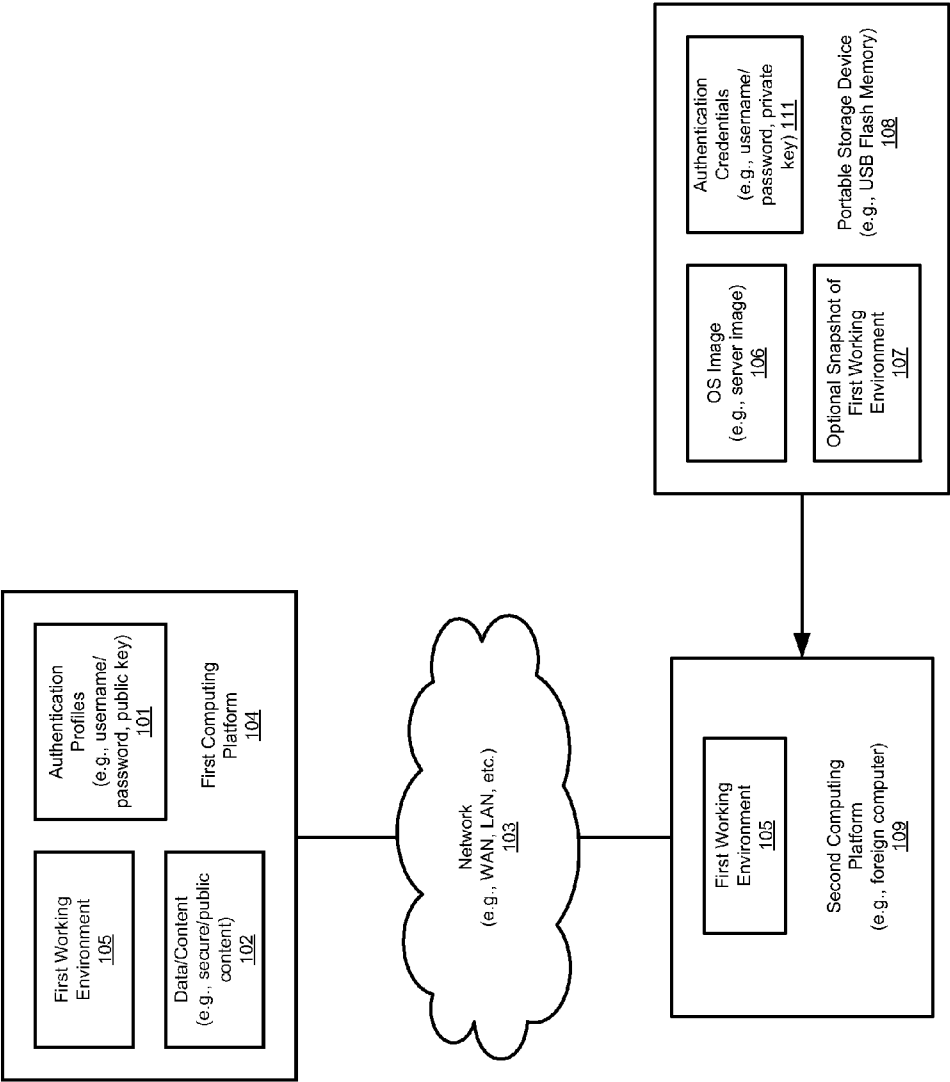 First Working
Environment
105
Authentication
Profiles
(e.g., username/
password, public key)
101
Data/Content
(e.g., secure/public
content)
102
First Computing
Platform
104
Network
(e.g., WAN, LAN, etc.)
103
First Working
Environment
105
Second Computing
Platform
(e.g., foreign computer)
109
OS Image
(e.g., server image)
106
Authentication
Credentials
(e.g., username/
password, private
key) 111
Optional Snapshot of
First Working
Environment
107
Portable Storage Device
(e.g., USB Flash Memory)
108